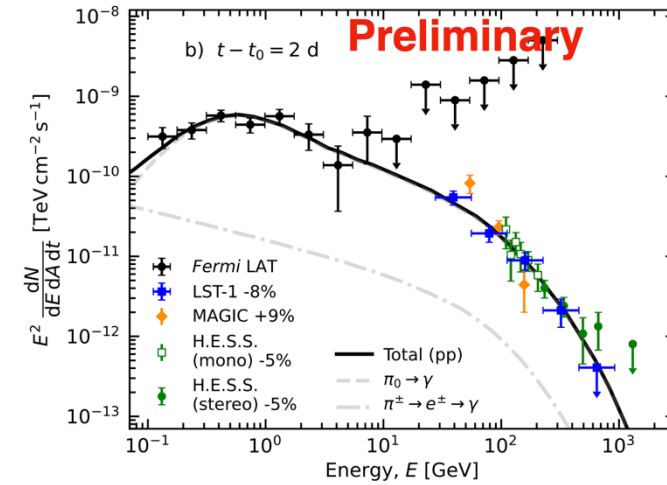 Preliminary
b) t − t₀ = 2 d
10⁻⁸
10⁻⁹
10⁻¹⁰
10⁻¹¹
10⁻¹²
10⁻¹³
E² dN/dE dA dt [TeV cm⁻² s⁻¹]
Fermi LAT
LST-1 -8%
MAGIC +9%
H.E.S.S.
(mono) -5%
H.E.S.S.
(stereo) -5%
Total (pp)
π₀ → γ
π± → e± → γ
10⁻¹
10⁰
10¹
10²
10³
Energy, E [GeV]